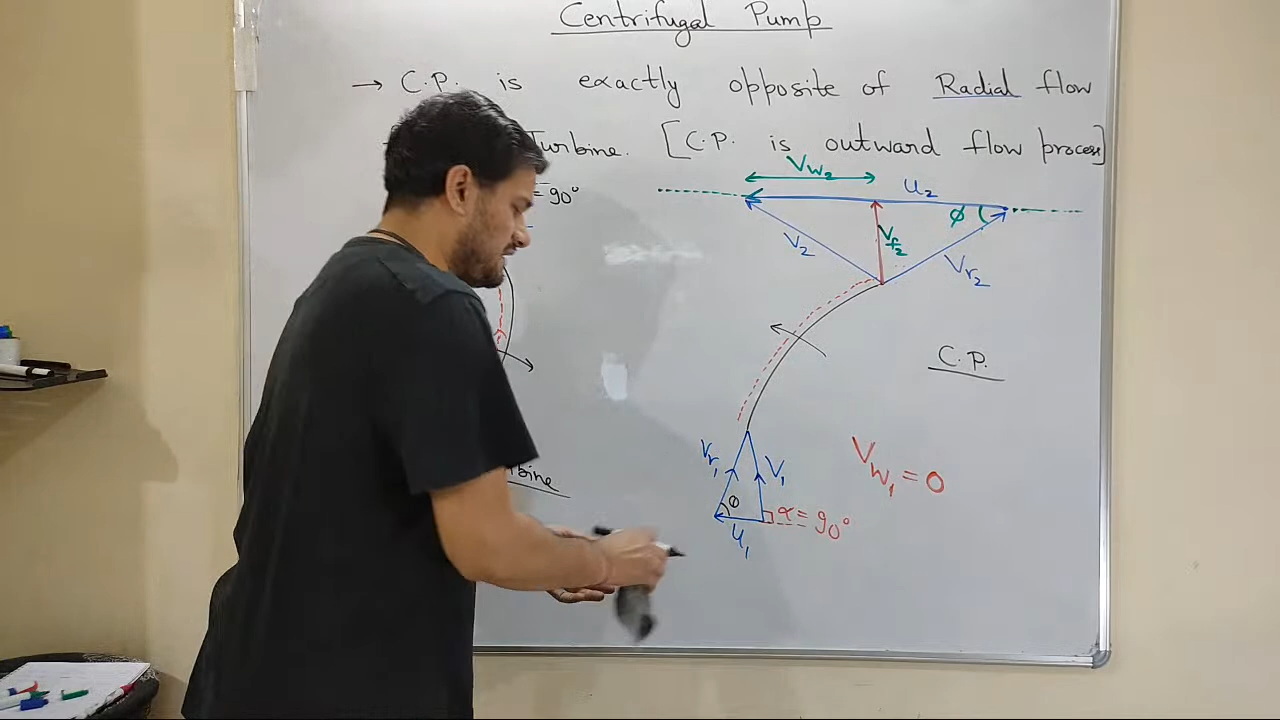 Centrifugal Pump
→ C.P. is exactly opposite of Radial flow
Turbine. [C.P. is outward flow process]
Vw₂
= 90°
u₂
ϕ
Vf₂
V₂
Vr₂
C.P.
Vr₁
V₁
Vw₁ = 0
α = 90°
u₁